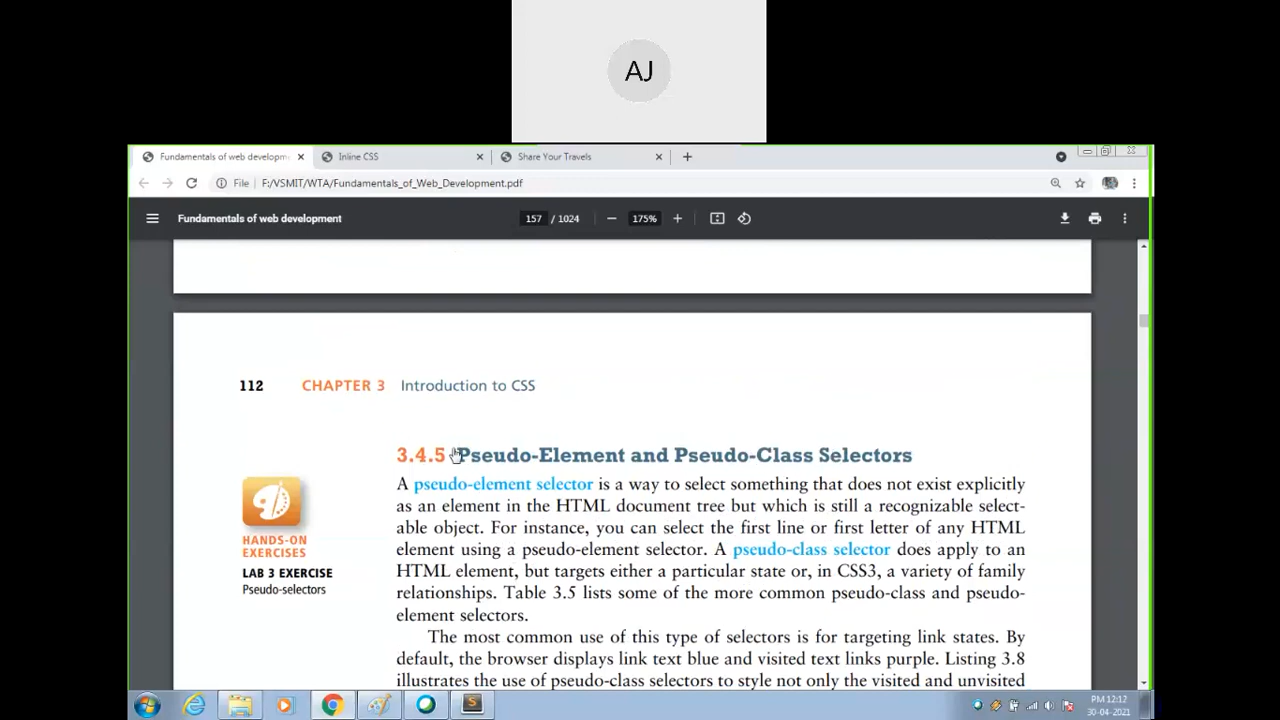 AJ
Fundamentals of web developm
Inline CSS
Share Your Travels
File F:/VSMIT/WTA/Fundamentals_of_Web_Development.pdf
Fundamentals of web development
157 / 1024
175%
112 CHAPTER 3 Introduction to CSS
3.4.5 Pseudo-Element and Pseudo-Class Selectors
A pseudo-element selector is a way to select something that does not exist explicitly
as an element in the HTML document tree but which is still a recognizable select-
able object. For instance, you can select the first line or first letter of any HTML
element using a pseudo-element selector. A pseudo-class selector does apply to an
HTML element, but targets either a particular state or, in CSS3, a variety of family
relationships. Table 3.5 lists some of the more common pseudo-class and pseudo-
element selectors.
HANDS-ON
EXERCISES
LAB 3 EXERCISE
Pseudo-selectors
The most common use of this type of selectors is for targeting link states. By
default, the browser displays link text blue and visited text links purple. Listing 3.8
illustrates the use of pseudo-class selectors to style not only the visited and unvisited
PM 12:12
30-04-2021